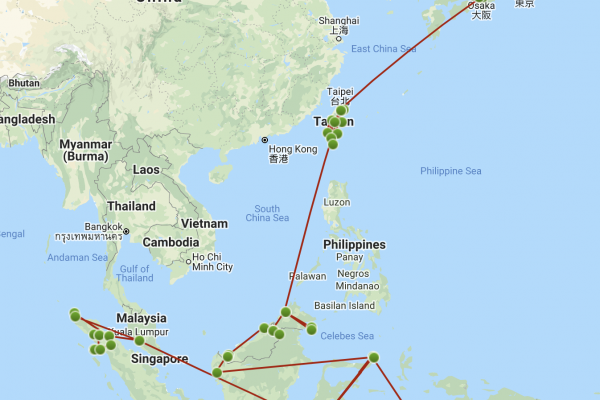 China
Osaka
大阪
東京
Shanghai
上海
East China Sea
Bhutan
Taipei
台北
angladesh
Myanmar
(Burma)
Hong Kong
香港
Laos
Philippine Sea
Thailand
Luzon
South
China Sea
Vietnam
Bangkok
กรุงเทพมหานคร
engal
Cambodia
Philippines
Andaman Sea
Ho Chi
Minh City
Panay
Gulf of
Thailand
Palawan
Negros
Mindanao
Basilan Island
Malaysia
Kuala Lumpur
Celebes Sea
Singapore